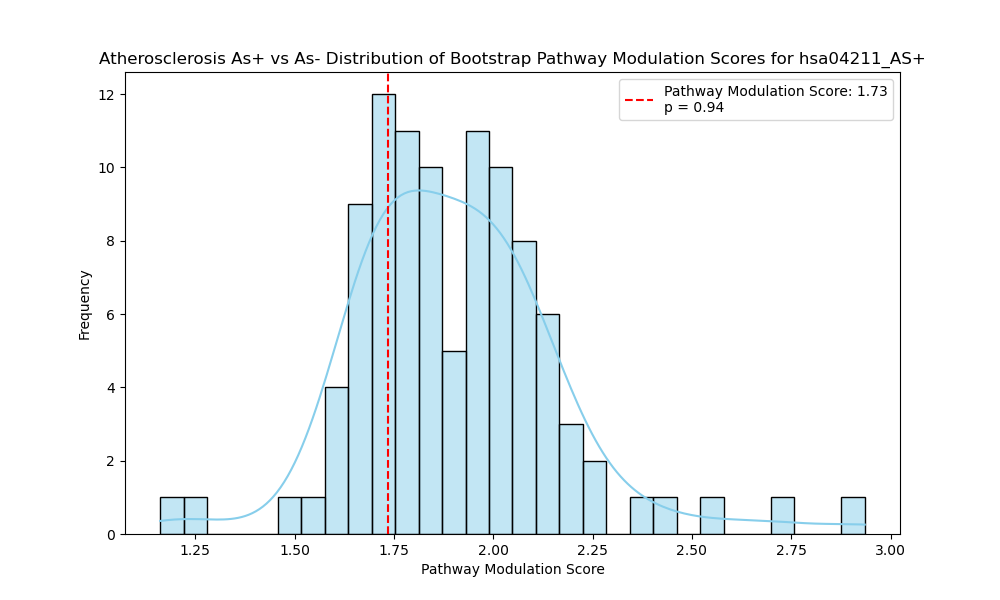 Atherosclerosis As+ vs As- Distribution of Bootstrap Pathway Modulation Scores for hsa04211_AS+
Pathway Modulation Score: 1.73
p = 0.94
Frequency
12
10
8
6
4
2
0
1.25 1.50 1.75 2.00 2.25 2.50 2.75 3.00
Pathway Modulation Score